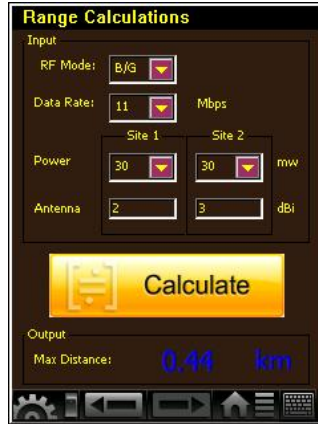 Range Calculations
Input
RF Mode: B/G
Data Rate: 11 Mbps
Site 1 Site 2
Power 30 30 mw
Antenna 2 3 dBi
Calculate
Output
Max Distance: 0.44 km